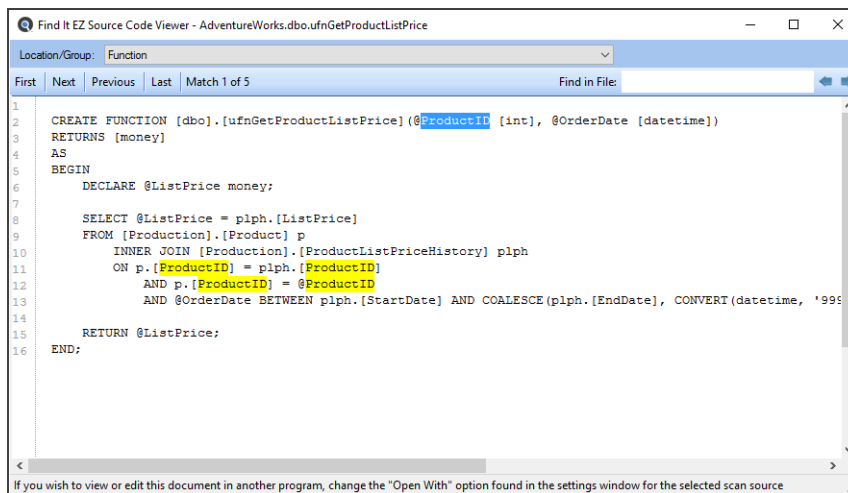 Find It EZ Source Code Viewer - AdventureWorks.dbo.ufnGetProductListPrice
Location/Group: Function
First Next Previous Last Match 1 of 5 Find in File:
1
2 CREATE FUNCTION [dbo].[ufnGetProductListPrice](@ProductID [int], @OrderDate [datetime])
3 RETURNS [money]
4 AS
5 BEGIN
6 DECLARE @ListPrice money;
7
8 SELECT @ListPrice = plph.[ListPrice]
9 FROM [Production].[Product] p
10 INNER JOIN [Production].[ProductListPriceHistory] plph
11 ON p.[ProductID] = plph.[ProductID]
12 AND p.[ProductID] = @ProductID
13 AND @OrderDate BETWEEN plph.[StartDate] AND COALESCE(plph.[EndDate], CONVERT(datetime, '999
14
15 RETURN @ListPrice;
16 END;
If you wish to view or edit this document in another program, change the "Open With" option found in the settings window for the selected scan source